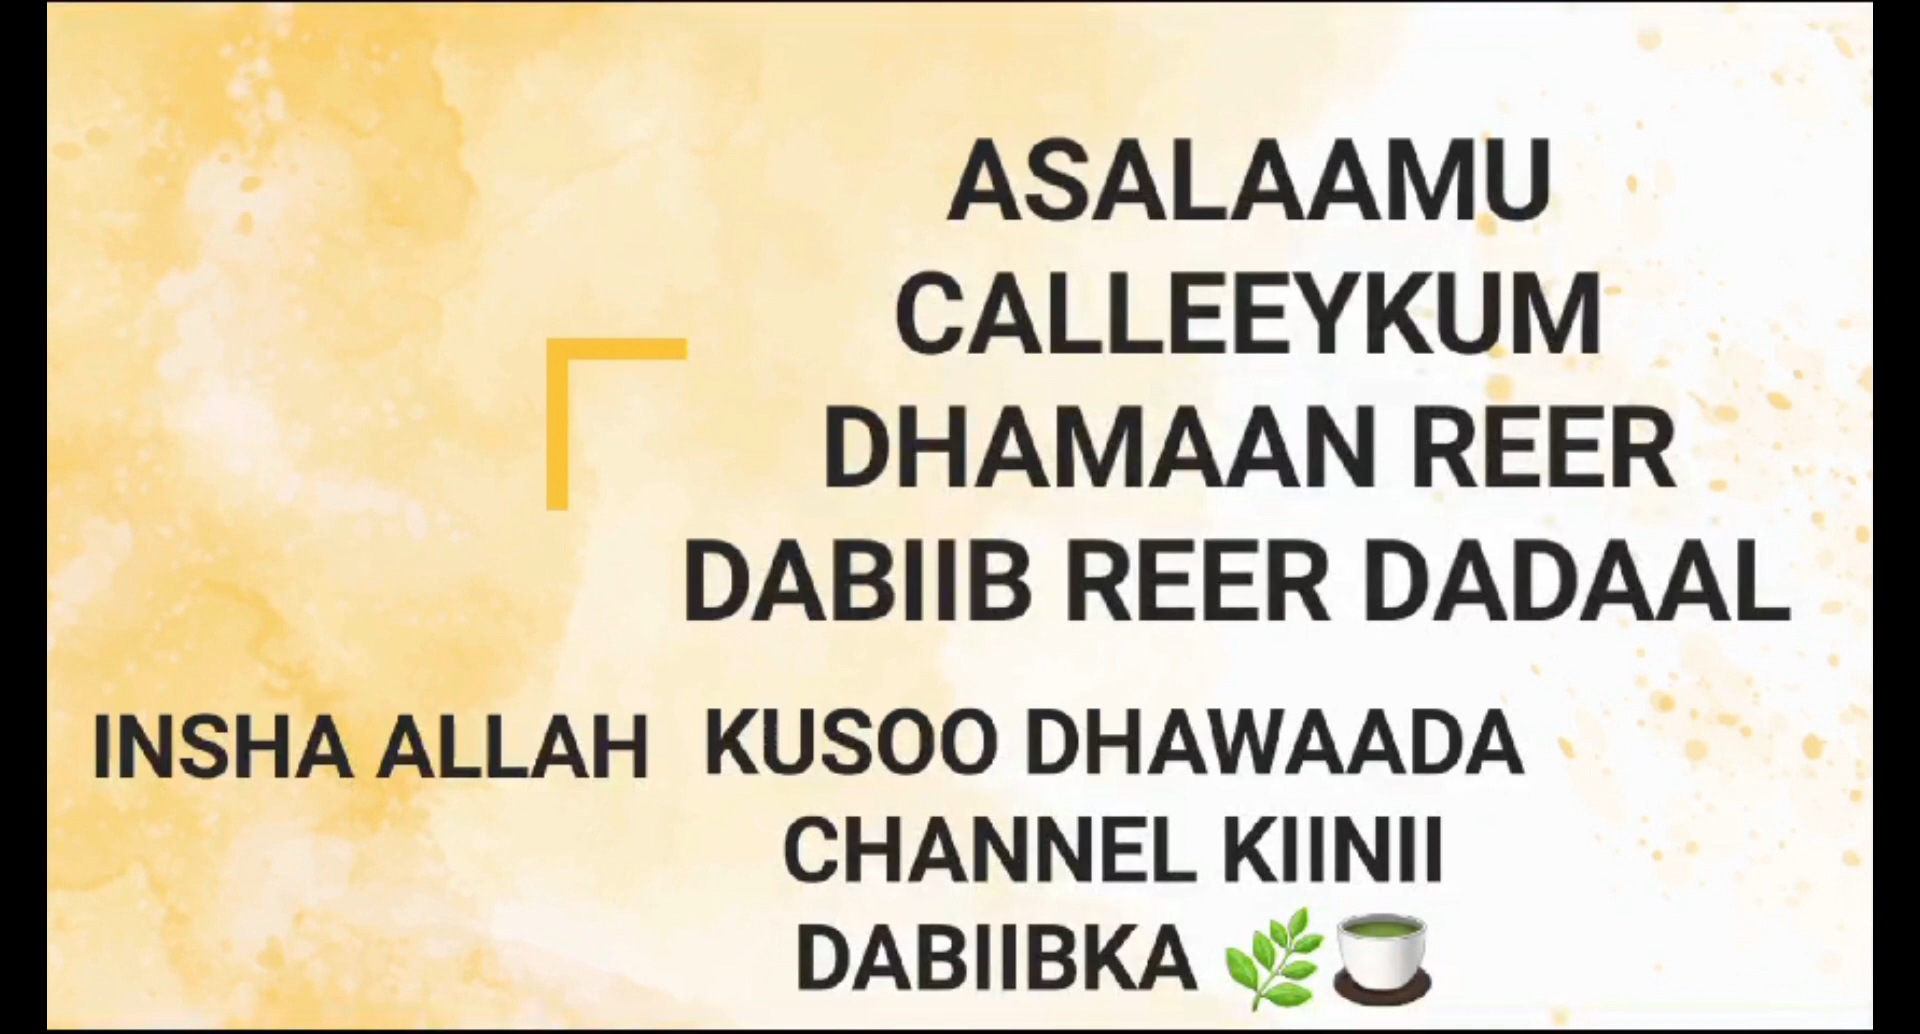 ASALAAMU
CALLEEYKUM
DHAMAAN REER
DABIIB REER DADAAL
INSHA ALLAH KUSOO DHAWAADA
CHANNEL KIINII
DABIIBKA 🌿🍵